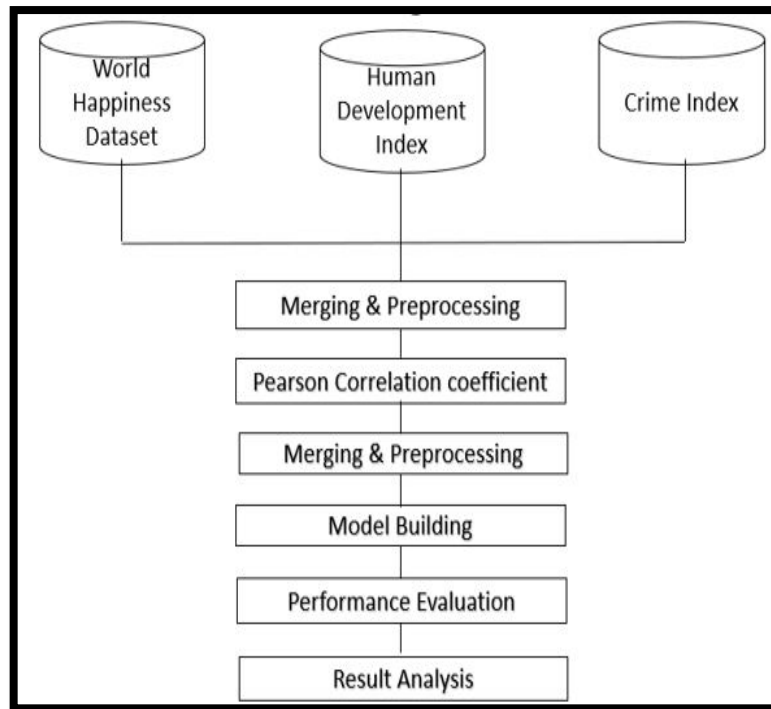 World
Happiness
Dataset
Human
Development
Index
Crime Index
Merging & Preprocessing
Pearson Correlation coefficient
Merging & Preprocessing
Model Building
Performance Evaluation
Result Analysis